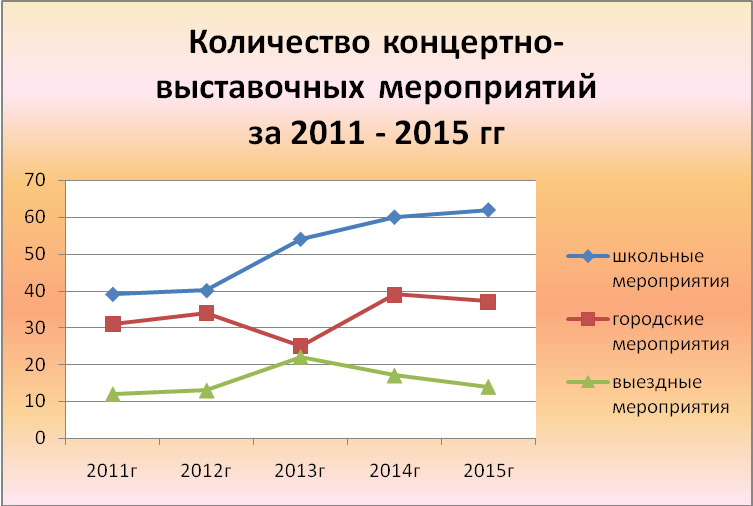 Количество концертно-
выставочных мероприятий
за 2011 - 2015 гг
70
60
50
40
30
20
10
0
2011г 2012г 2013г 2014г 2015г
школьные
мероприятия
городские
мероприятия
выездные
мероприятия